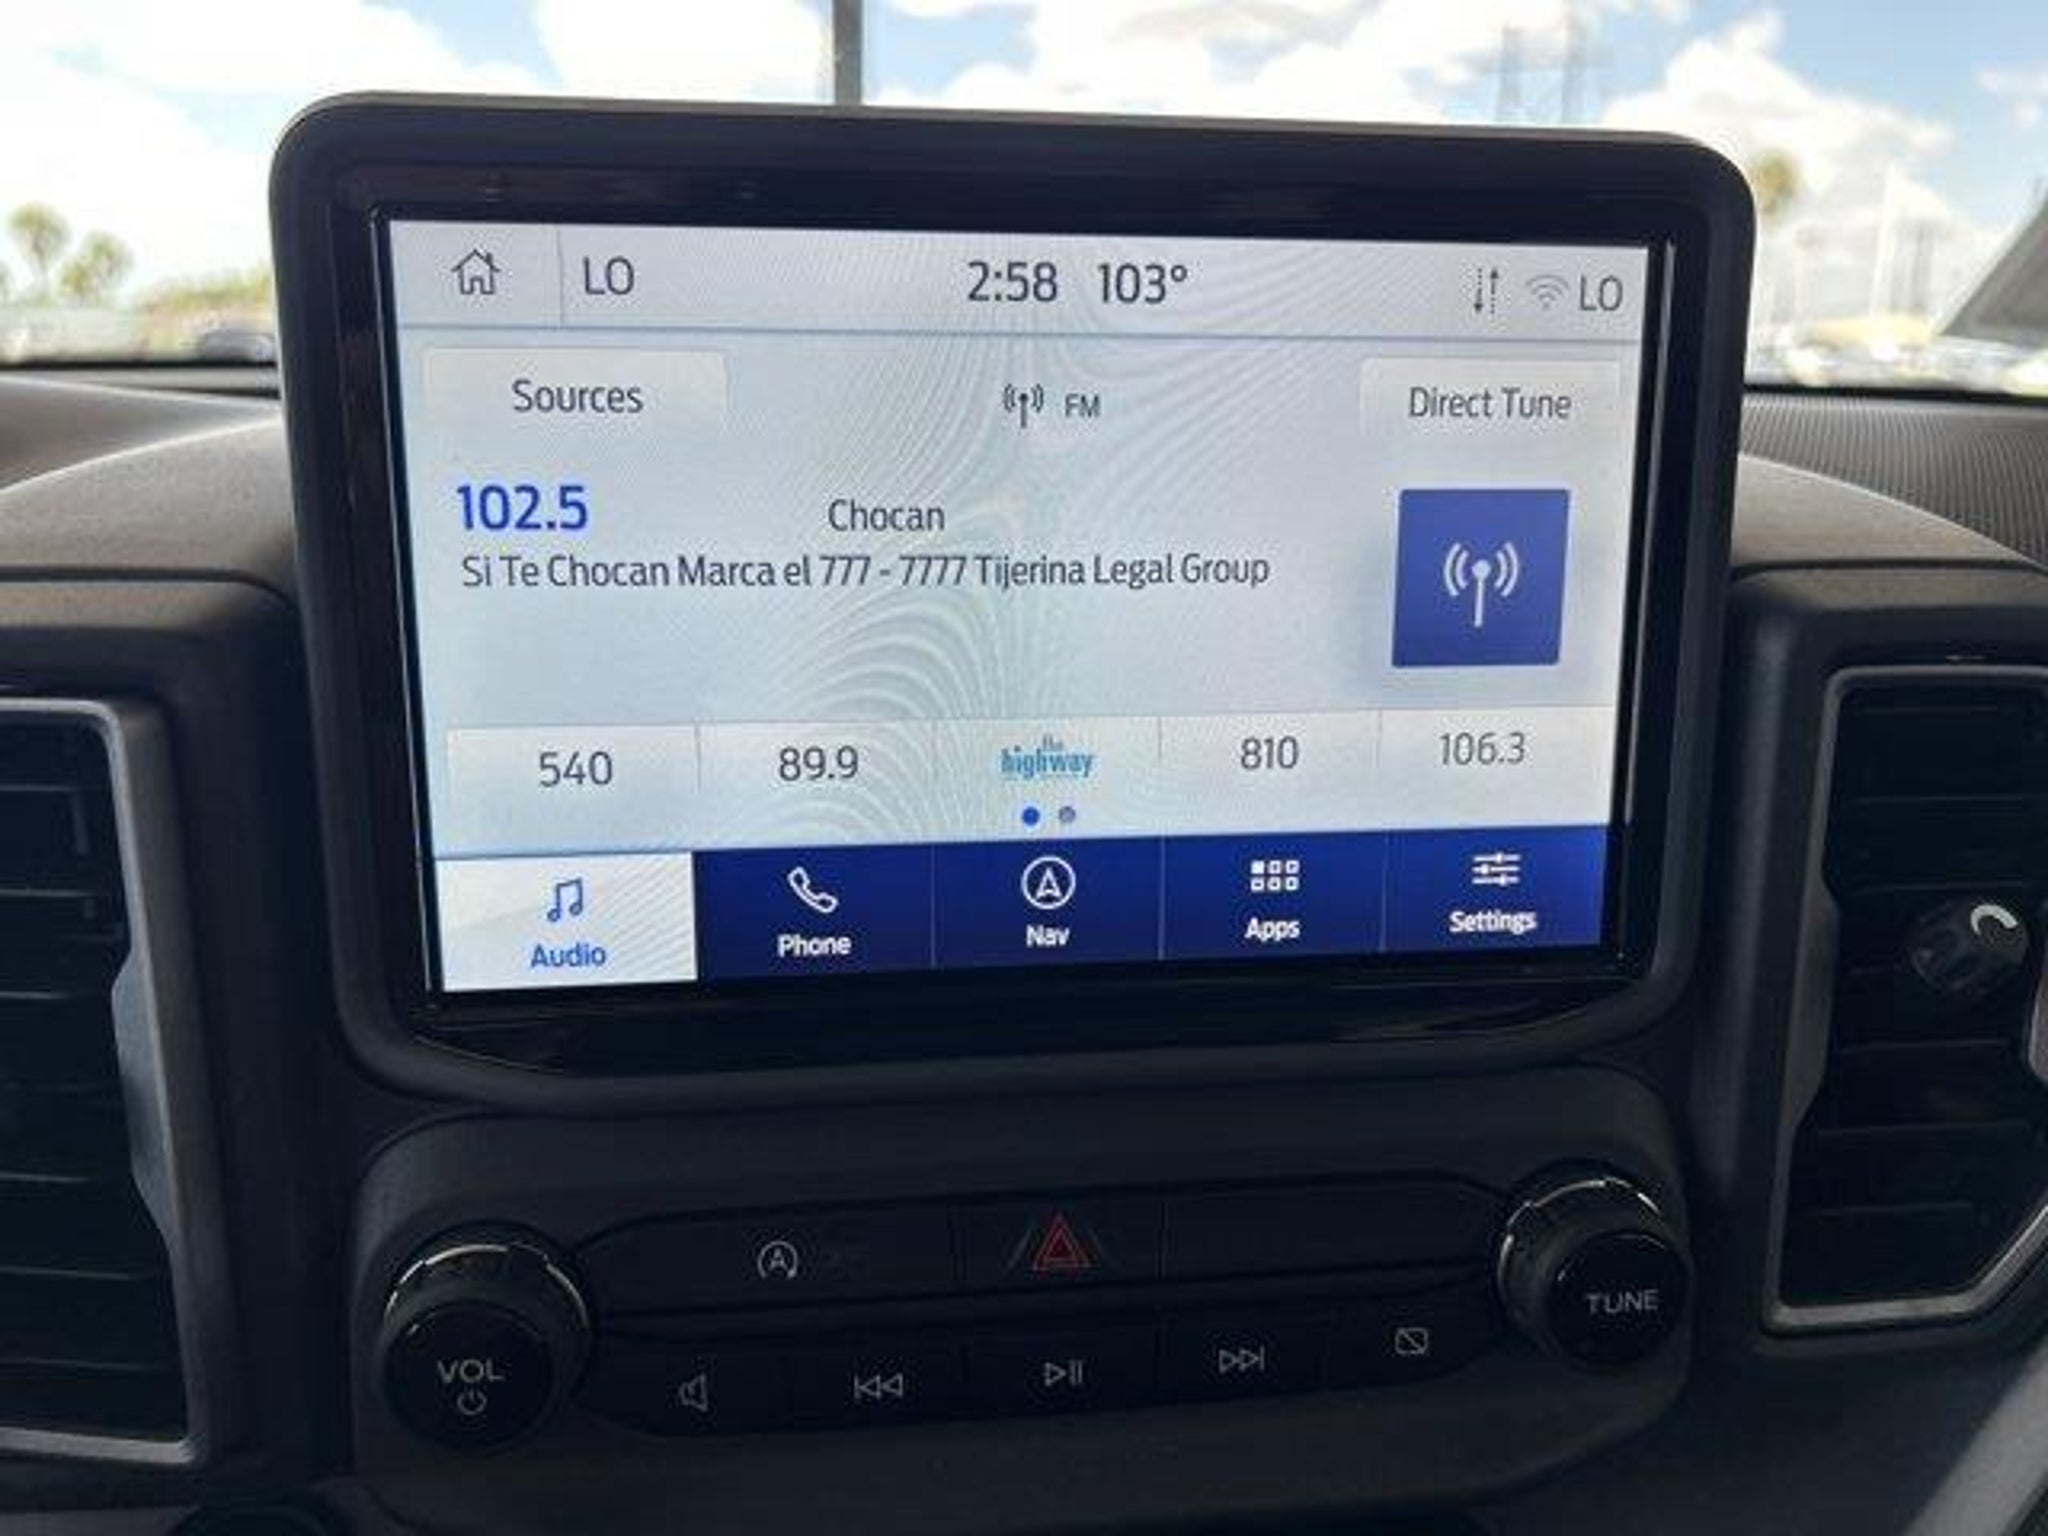 LO 2:58 103° LO
Sources FM Direct Tune
102.5 Chocan
Si Te Chocan Marca el 777 - 7777 Tijerina Legal Group
540 89.9 the highway 810 106.3
Audio Phone Nav Apps Settings
VOL TUNE